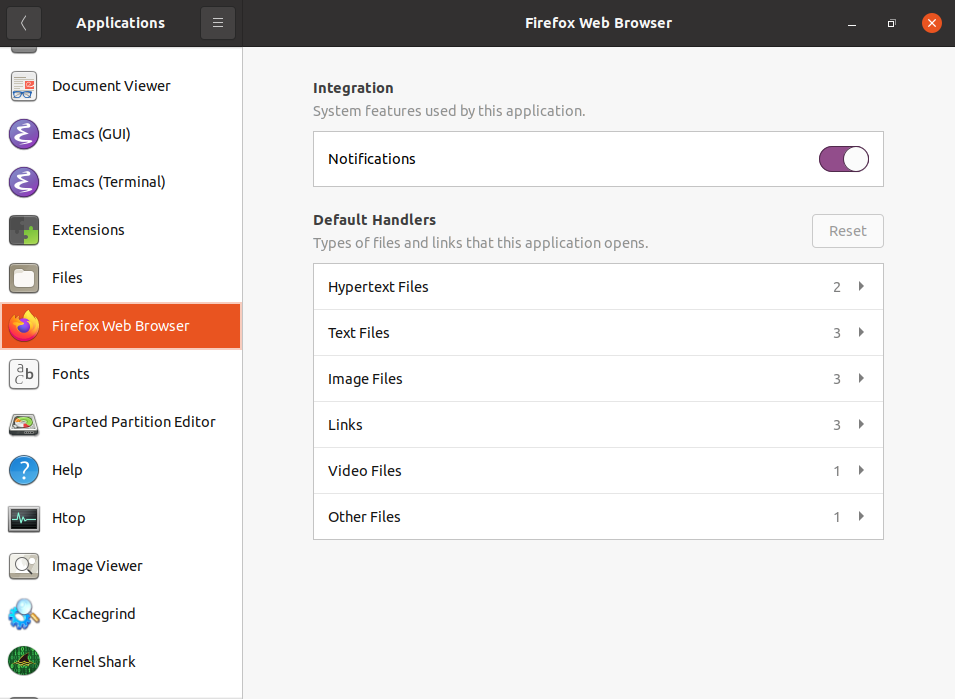 Applications
Firefox Web Browser
Document Viewer
Emacs (GUI)
Emacs (Terminal)
Extensions
Files
Firefox Web Browser
Fonts
GParted Partition Editor
Help
Htop
Image Viewer
KCachegrind
Kernel Shark
Integration
System features used by this application.
Notifications
Default Handlers
Types of files and links that this application opens.
Reset
Hypertext Files 2
Text Files 3
Image Files 3
Links 3
Video Files 1
Other Files 1